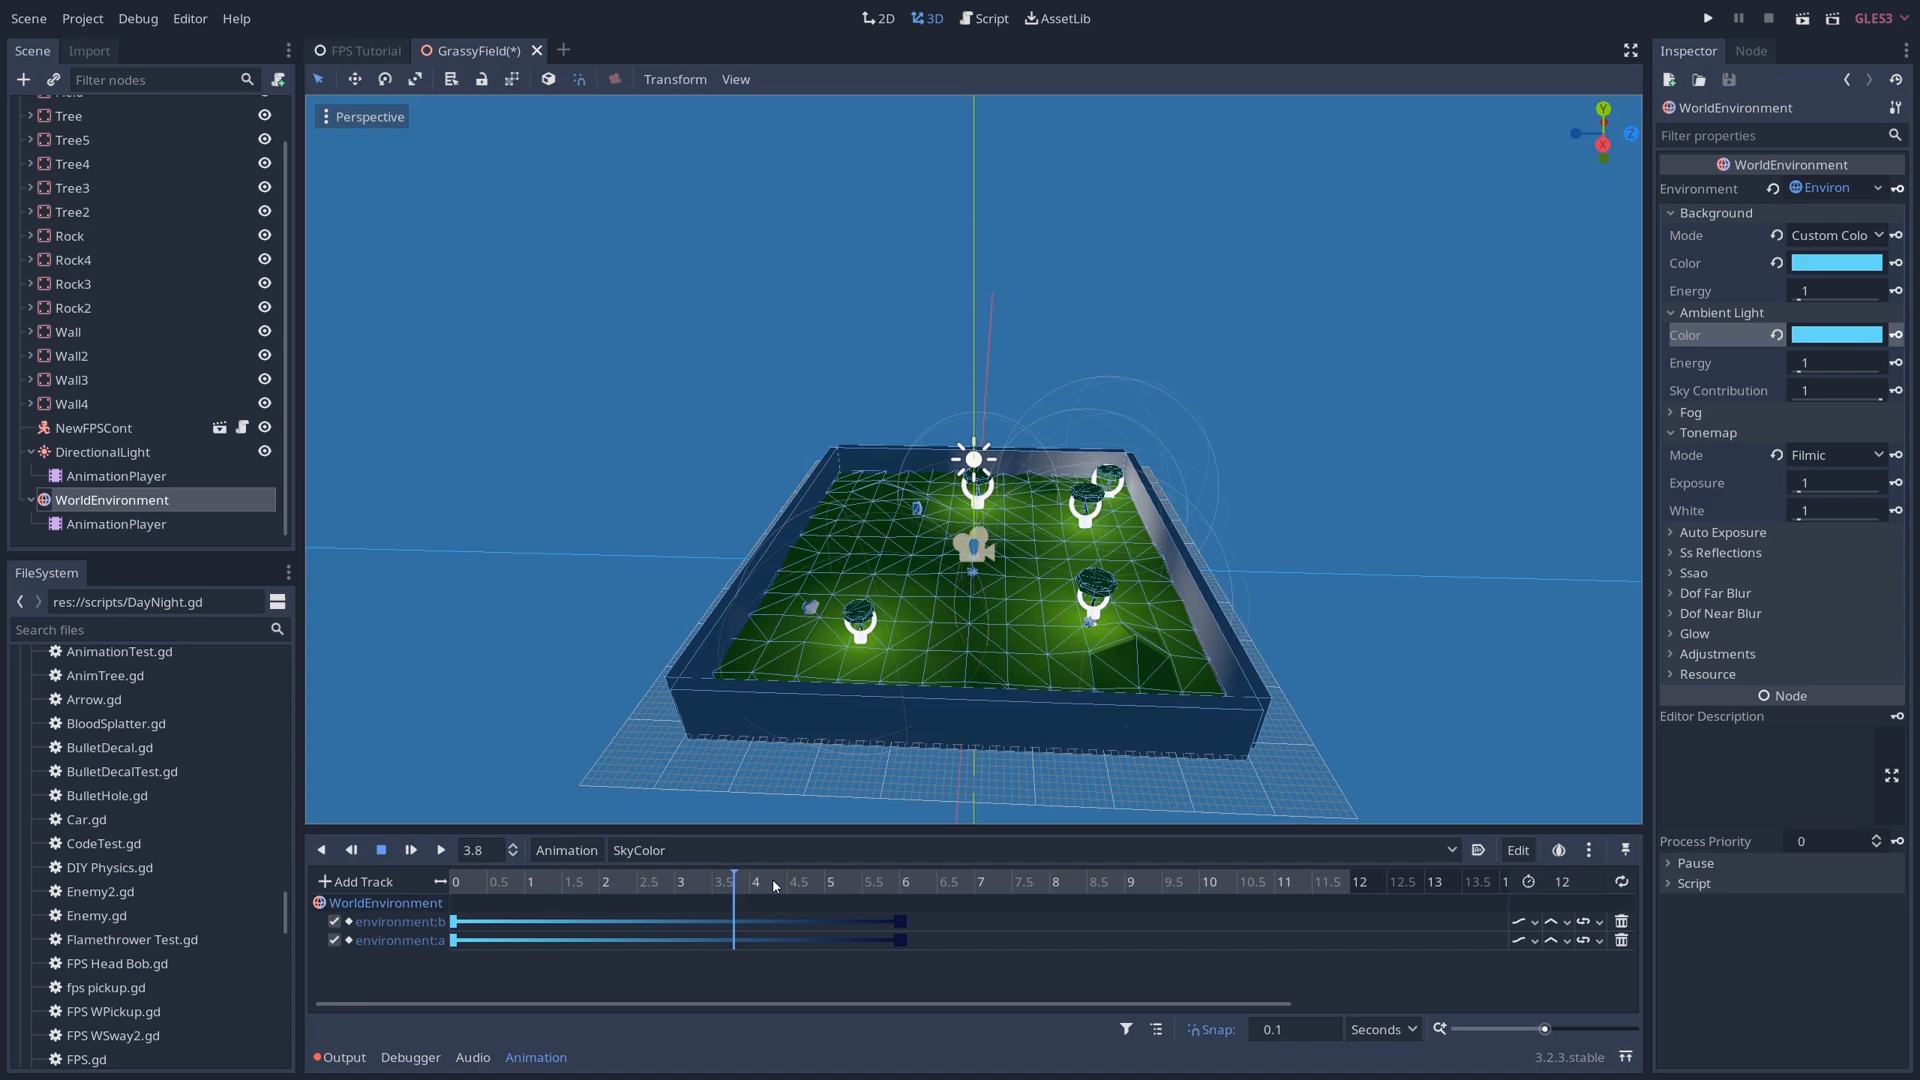 Scene Project Debug Editor Help
2D 3D Script AssetLib
GLES3
Scene Import
Filter nodes
Tree
Tree5
Tree4
Tree3
Tree2
Rock
Rock4
Rock3
Rock2
Wall
Wall2
Wall3
Wall4
NewFPSCont
DirectionalLight
AnimationPlayer
WorldEnvironment
AnimationPlayer
FileSystem
res://scripts/DayNight.gd
Search files
AnimationTest.gd
AnimTree.gd
Arrow.gd
BloodSplatter.gd
BulletDecal.gd
BulletDecalTest.gd
BulletHole.gd
Car.gd
CodeTest.gd
DIY Physics.gd
Enemy2.gd
Enemy.gd
Flamethrower Test.gd
FPS Head Bob.gd
fps pickup.gd
FPS WPickup.gd
FPS WSway2.gd
FPS.gd
FPS Tutorial GrassyField(*)
Transform View
Perspective
Y
Z
X
3.8 Animation SkyColor Edit
Add Track 0 0.5 1 1.5 2 2.5 3 3.5 4 4.5 5 5.5 6 6.5 7 7.5 8 8.5 9 9.5 10 10.5 11 11.5 12 12.5 13 13.5 1 12
WorldEnvironment
environment:b
environment:a
Snap: 0.1 Seconds
Output Debugger Audio Animation 3.2.3.stable
Inspector Node
WorldEnvironment
Filter properties
WorldEnvironment
Environment Environ
Background
Mode Custom Colo
Color
Energy 1
Ambient Light
Color
Energy 1
Sky Contribution 1
Fog
Tonemap
Mode Filmic
Exposure 1
White 1
Auto Exposure
Ss Reflections
Ssao
Dof Far Blur
Dof Near Blur
Glow
Adjustments
Resource
Node
Editor Description
Process Priority 0
Pause
Script